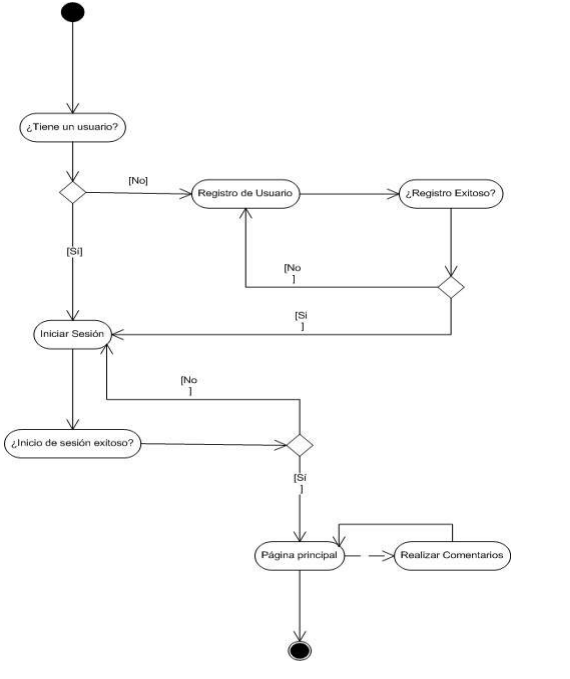 ¿Tiene un usuario?
[No]
Registro de Usuario
¿Registro Exitoso?
[Sí]
[No
]
[Si
]
Iniciar Sesión
[No
]
¿Inicio de sesión exitoso?
[Sí
]
Página principal
Realizar Comentarios